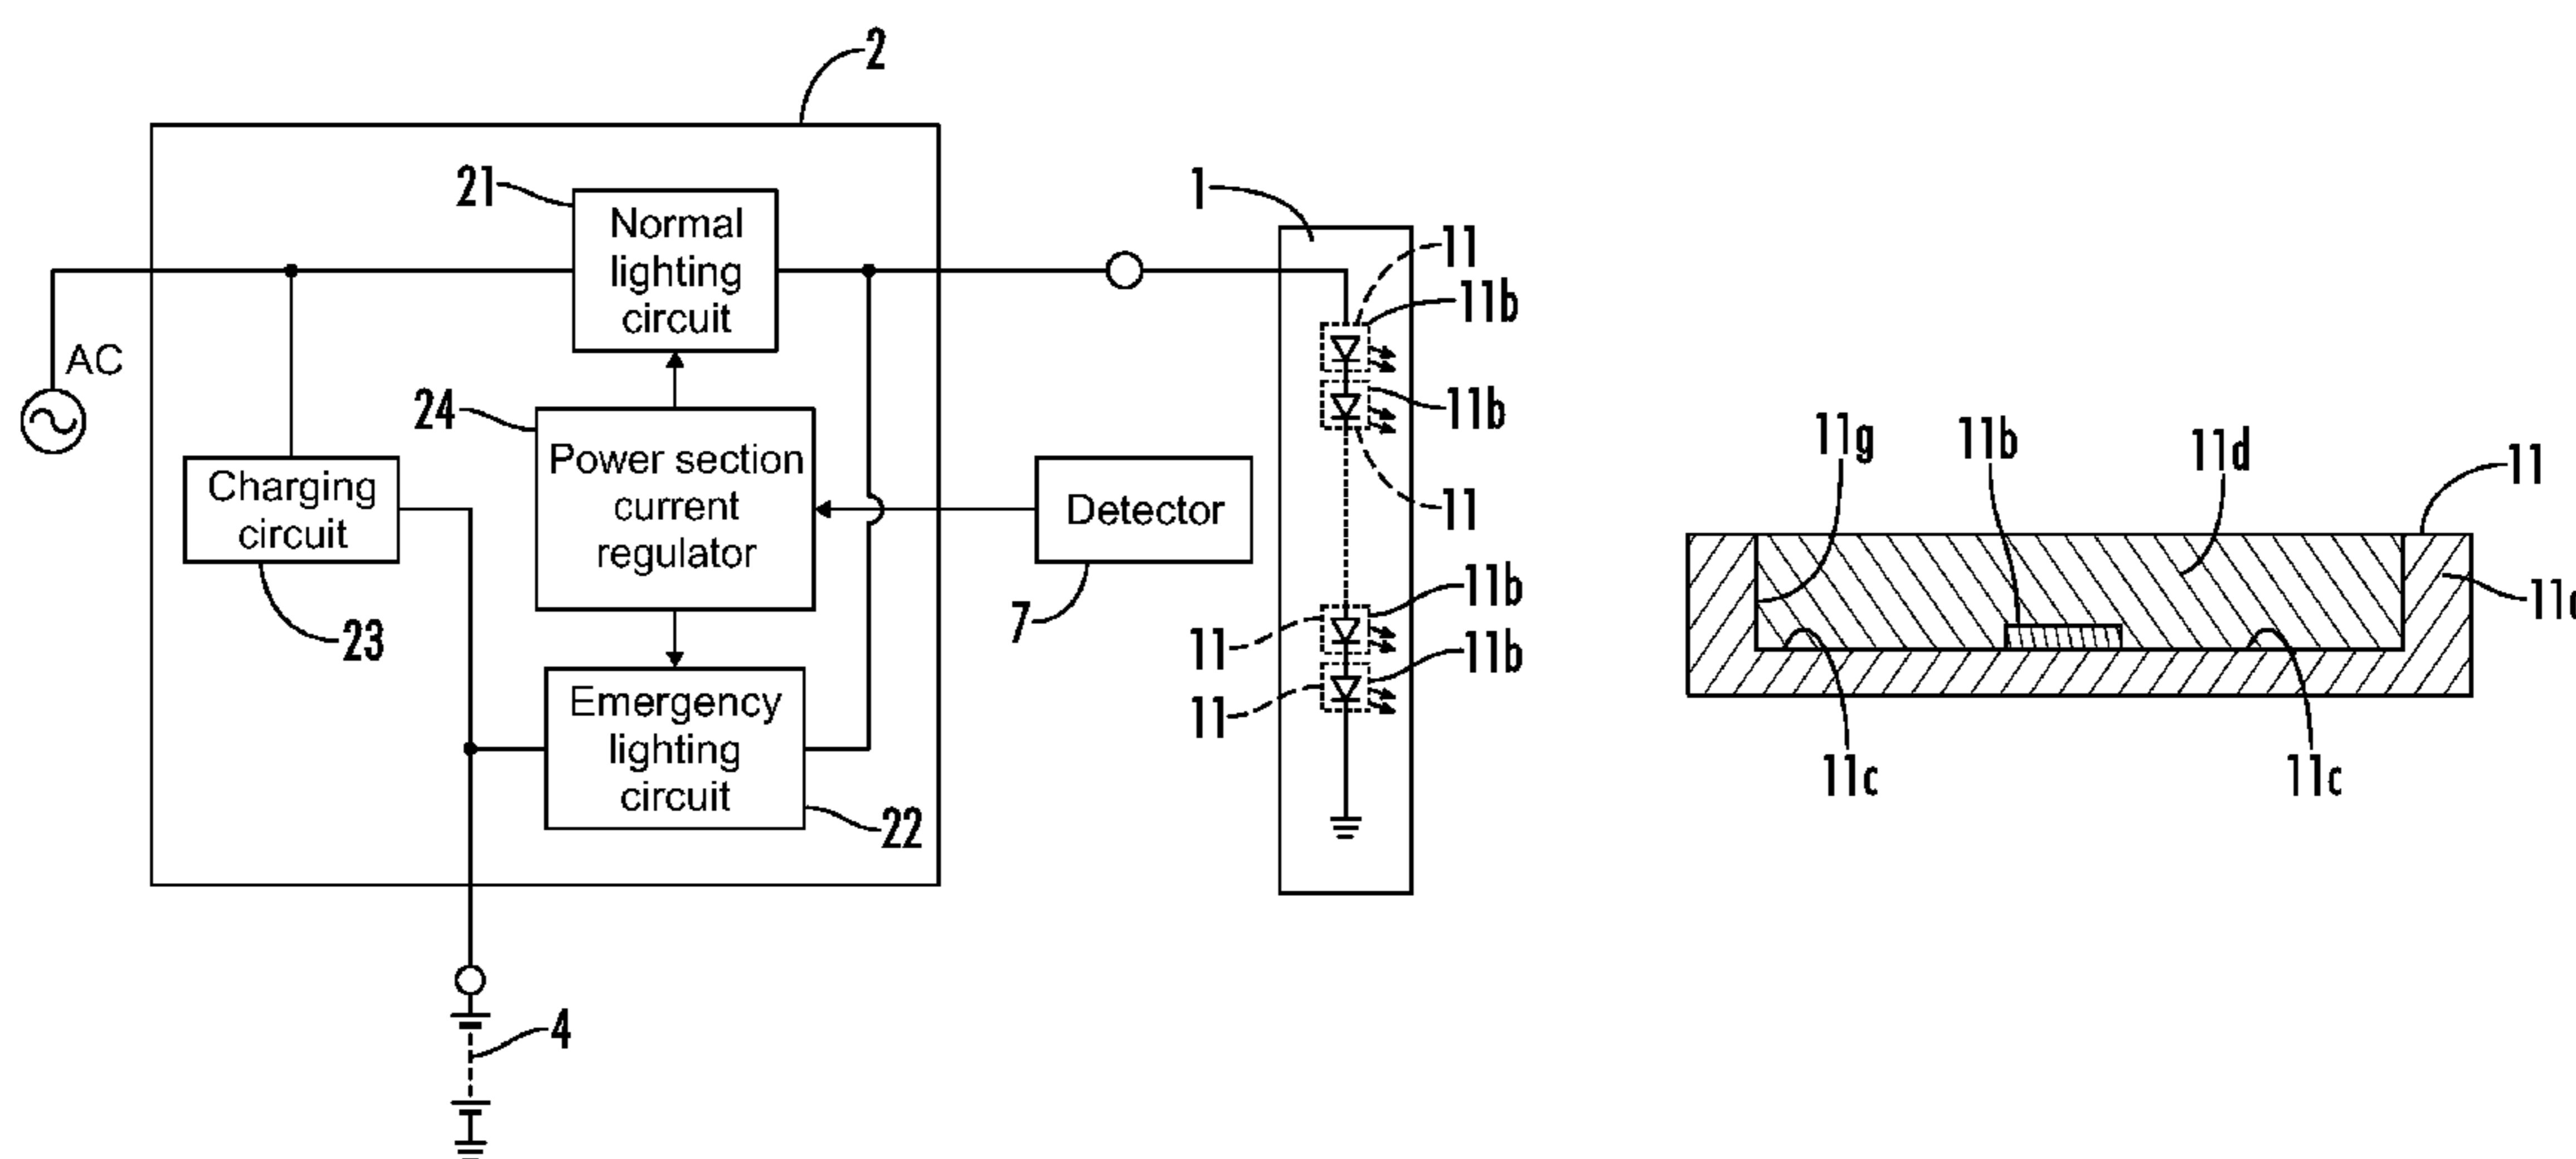 2
21
Normal
lighting
circuit
1
11
11b
AC
24
Power section
current
regulator
11b
11
Charging
circuit
23
Detector
7
11b
11
11b
11
Emergency
lighting
circuit
22
4
11g
11b
11d
11
11c
11c